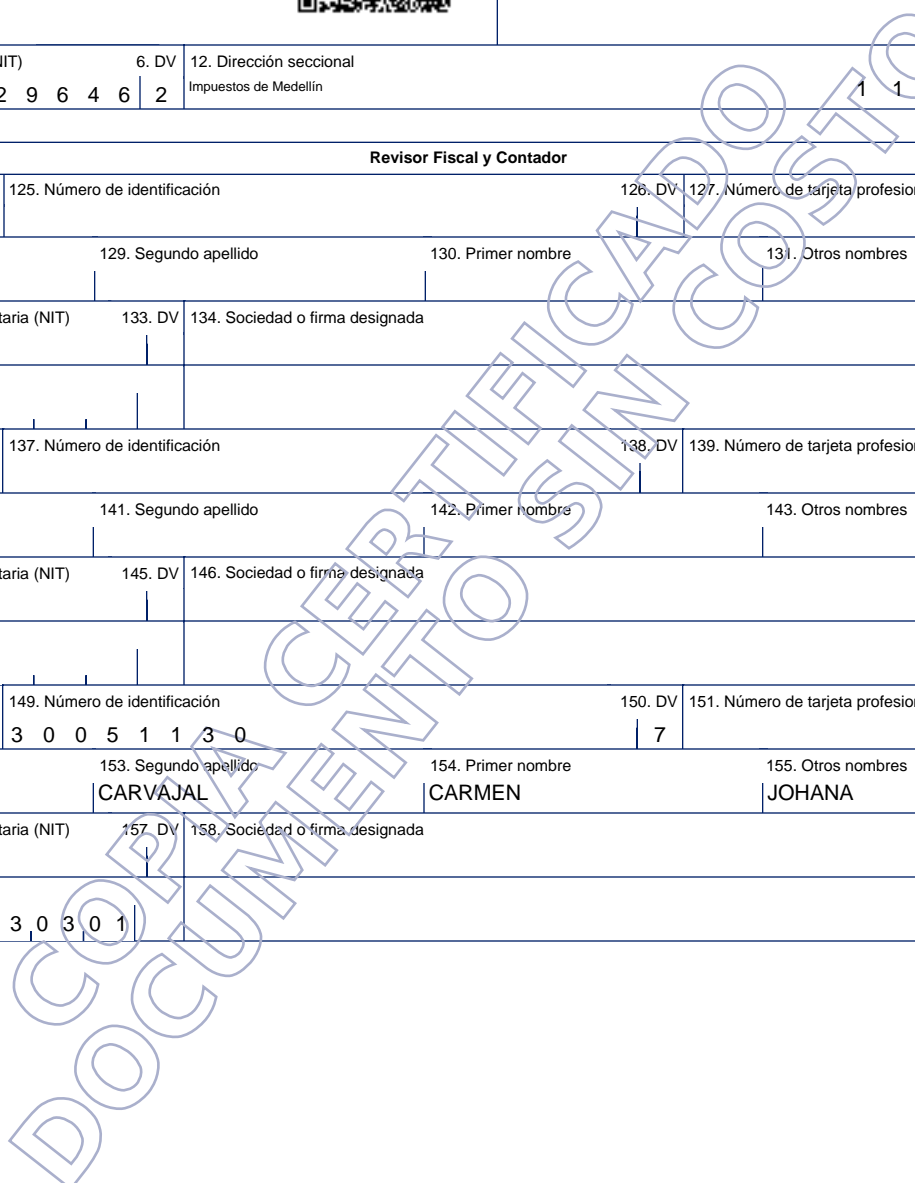 NIT) 6. DV 12. Dirección seccional
2 9 6 4 6 2 Impuestos de Medellín 1 1
Revisor Fiscal y Contador
125. Número de identificación 126. DV 127. Número de tarjeta profesion
129. Segundo apellido 130. Primer nombre 131. Otros nombres
taria (NIT) 133. DV 134. Sociedad o firma designada
137. Número de identificación 138. DV 139. Número de tarjeta profesion
141. Segundo apellido 142. Primer nombre 143. Otros nombres
taria (NIT) 145. DV 146. Sociedad o firma designada
149. Número de identificación 150. DV 151. Número de tarjeta profesion
3 0 0 5 1 1 3 0 7
153. Segundo apellido 154. Primer nombre 155. Otros nombres
CARVAJAL CARMEN JOHANA
taria (NIT) 157. DV 158. Sociedad o firma designada
3 0 3 0 1
COPIA CERTIFICADO
DOCUMENTO SIN COSTO